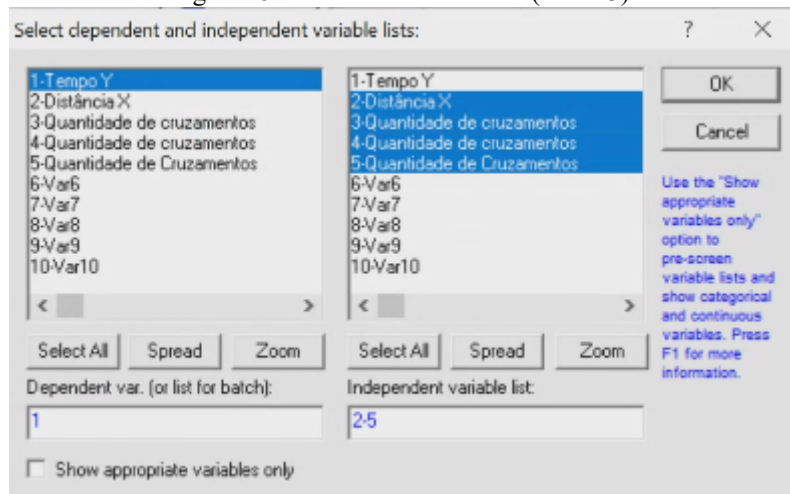 Select dependent and independent variable lists:
?
×
1-Tempo Y
2-Distância X
3-Quantidade de cruzamentos
4-Quantidade de cruzamentos
5-Quantidade de Cruzamentos
6-Var6
7-Var7
8-Var8
9-Var9
10-Var10
<
>
Select All
Spread
Zoom
Dependent var. (or list for batch):
1
Show appropriate variables only
1-Tempo Y
2-Distância X
3-Quantidade de cruzamentos
4-Quantidade de cruzamentos
5-Quantidade de Cruzamentos
6-Var6
7-Var7
8-Var8
9-Var9
10-Var10
<
>
Select All
Spread
Zoom
Independent variable list:
2-5
OK
Cancel
Use the "Show
appropriate
variables only"
option to
pre-screen
variable lists and
show categorical
and continuous
variables. Press
F1 for more
information.